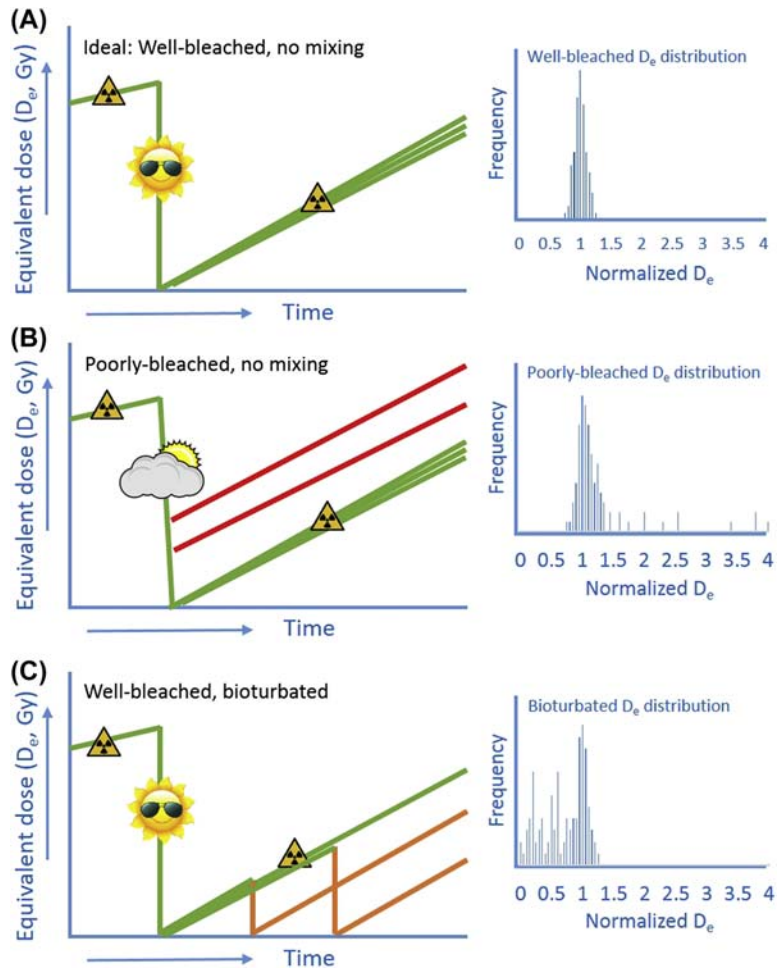 (A)
Ideal: Well-bleached, no mixing
Equivalent dose (De, Gy)
Time
Well-bleached De distribution
Frequency
0 0.5 1 1.5 2 2.5 3 3.5 4
Normalized De
(B)
Poorly-bleached, no mixing
Equivalent dose (De, Gy)
Time
Poorly-bleached De distribution
Frequency
0 0.5 1 1.5 2 2.5 3 3.5 4
Normalized De
(C)
Well-bleached, bioturbated
Equivalent dose (De, Gy)
Time
Bioturbated De distribution
Frequency
0 0.5 1 1.5 2 2.5 3 3.5 4
Normalized De